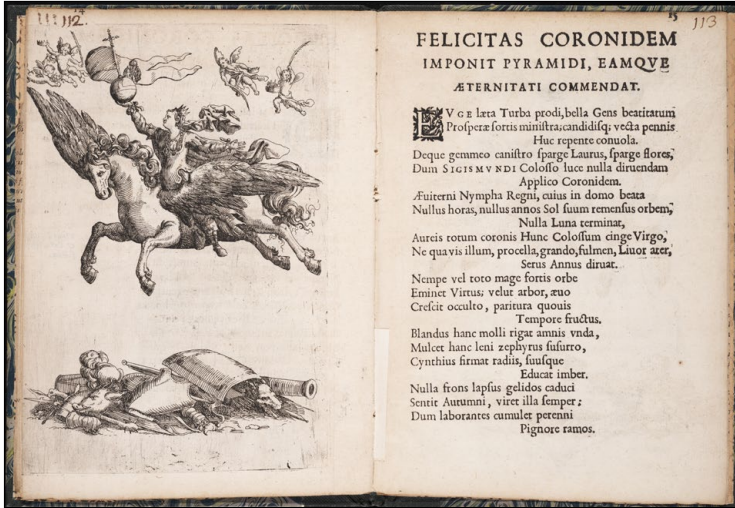 112.
15
113
FELICITAS CORONIDEM
IMPONIT PYRAMIDI, EAMQVE
ÆTERNITATI COMMENDAT.
EVGE læta Turba prodi, bella Gens beatitatum
Prosperæ sortis ministra; candidisq; vecta pennis
Huc repente conuola.
Deque gemmeo canistro sparge Laurus, sparge flores,
Dum SIGISMVNDI Colosso luce nulla diruendam
Applico Coronidem.
Æuiterni Nympha Regni, cuius in domo beata
Nullus horas, nullus annos Sol suum remensus orbem,
Nulla Luna terminat,
Aureis totum coronis Hunc Colossum cinge Virgo,
Ne quavis illum, procella, grando, fulmen, Liuor ater,
Serus Annus diruat.
Nempe vel toto mage fortis orbe
Eminet Virtus; velut arbor, æuo
Crescit occulto, paritura quouis
Tempore fructus.
Blandus hanc molli rigat amnis vnda,
Mulcet hanc leni zephyrus susurro,
Cynthius firmat radiis, suusque
Educat imber.
Nulla frons lapsus gelidos caduci
Sentit Autumni, viret illa semper;
Dum laborantes cumulet perenni
Pignore ramos.